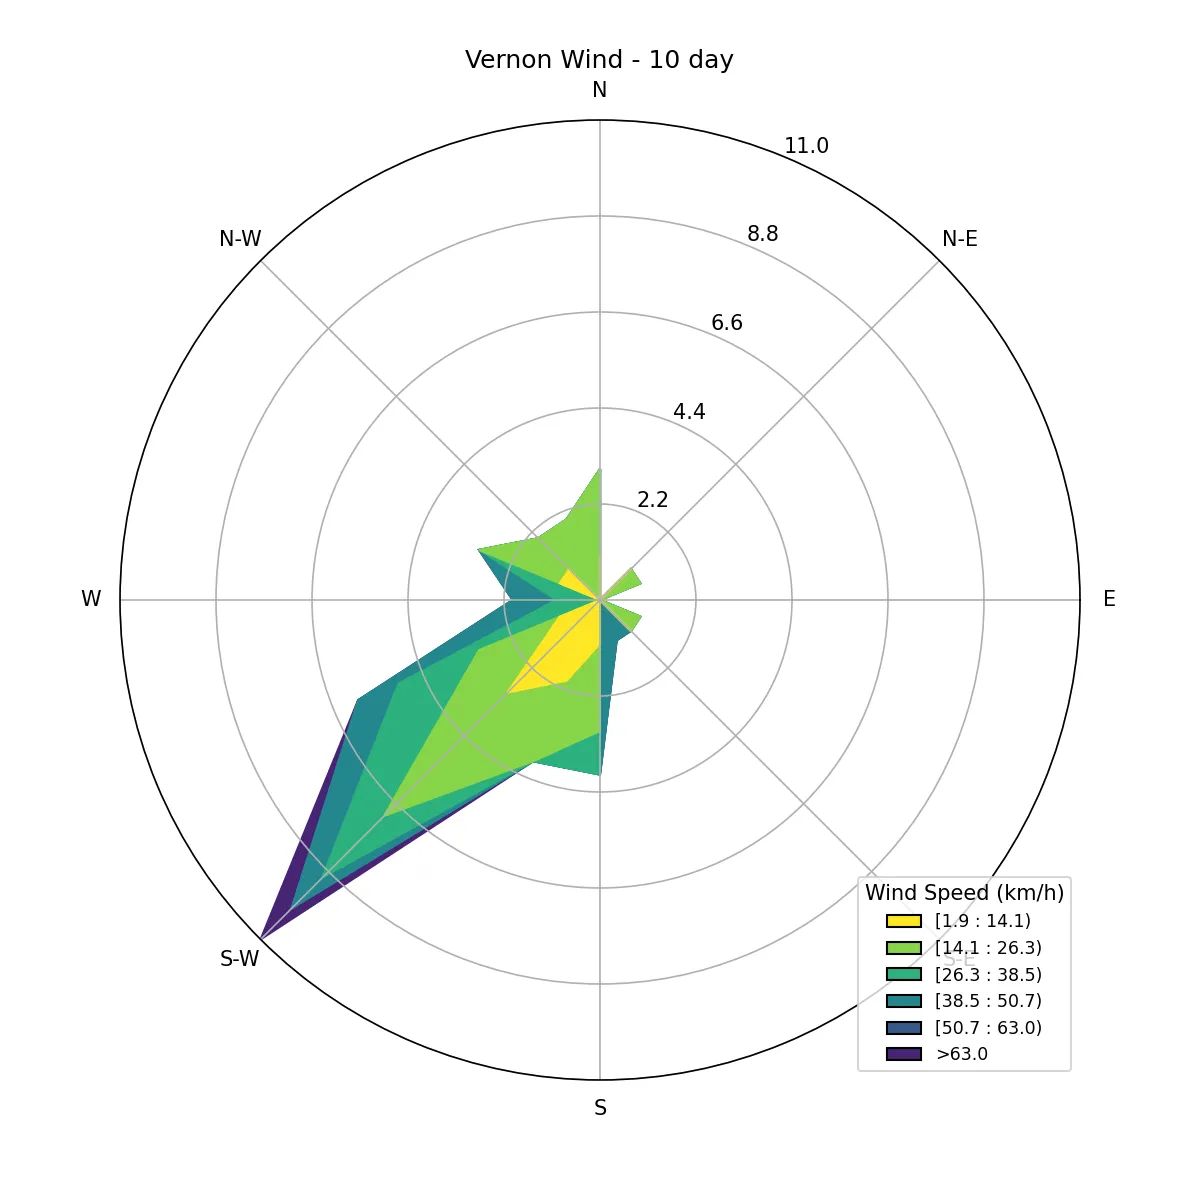 Vernon Wind - 10 day
N
11.0
N-W
N-E
8.8
6.6
4.4
2.2
W
E
S-W
S-E
S
Wind Speed (km/h)
[1.9 : 14.1)
[14.1 : 26.3)
[26.3 : 38.5)
[38.5 : 50.7)
[50.7 : 63.0)
>63.0